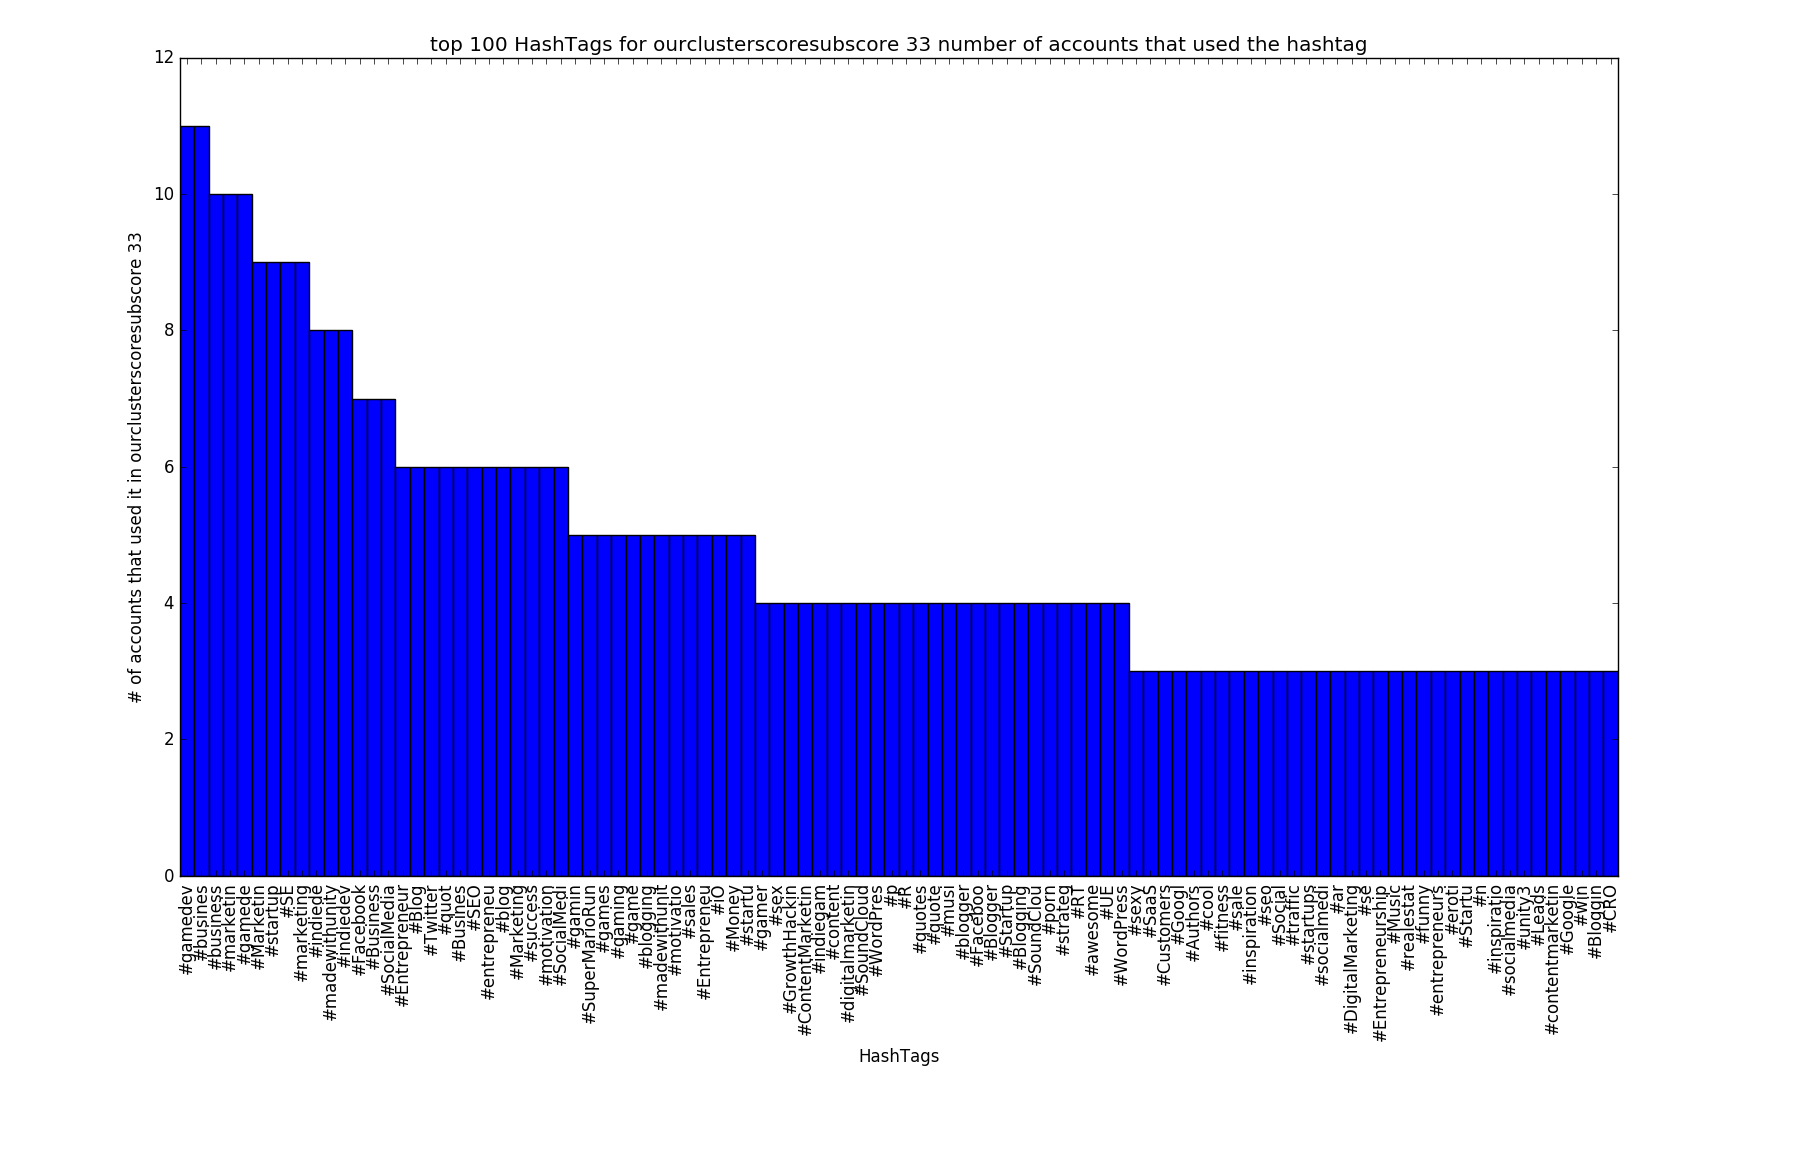 top 100 HashTags for ourclusterscoresubscore 33 number of accounts that used the hashtag
12
10
8
6
4
2
0
# of accounts that used it in ourclusterscoresubscore 33
#gamedev
#busines
#business
#marketin
#gamede
#Marketin
#startup
#SE
#marketing
#indiede
#madewithunity
#indiedev
#Facebook
#Business
#SocialMedia
#Entrepreneur
#Blog
#Twitter
#quot
#Busines
#SEO
#entrepreneu
#blog
#Marketing
#success
#motivation
#SocialMedi
#gamin
#SuperMarioRun
#games
#gaming
#game
#blogging
#madewithunit
#motivatio
#sales
#Entrepreneu
#iO
#Money
#startu
#gamer
#sex
#GrowthHackin
#ContentMarketin
#indiegam
#content
#digitalmarketin
#SoundCloud
#WordPres
#p
#R
#quotes
#quote
#musi
#blogger
#Faceboo
#Blogger
#StartUp
#Blogging
#SoundClou
#porn
#strateg
#RT
#awesome
#UE
#WordPress
#sexy
#SaaS
#Customers
#Googl
#Authors
#cool
#fitness
#sale
#inspiration
#seo
#Social
#traffic
#startups
#socialmedi
#ar
#DigitalMarketing
#se
#Entrepreneurship
#Music
#realestat
#funny
#entrepreneurs
#eroti
#Startu
#n
#inspiratio
#socialmedia
#unity3
#Leads
#contentmarketin
#Google
#win
#Bloggin
#CRO
HashTags